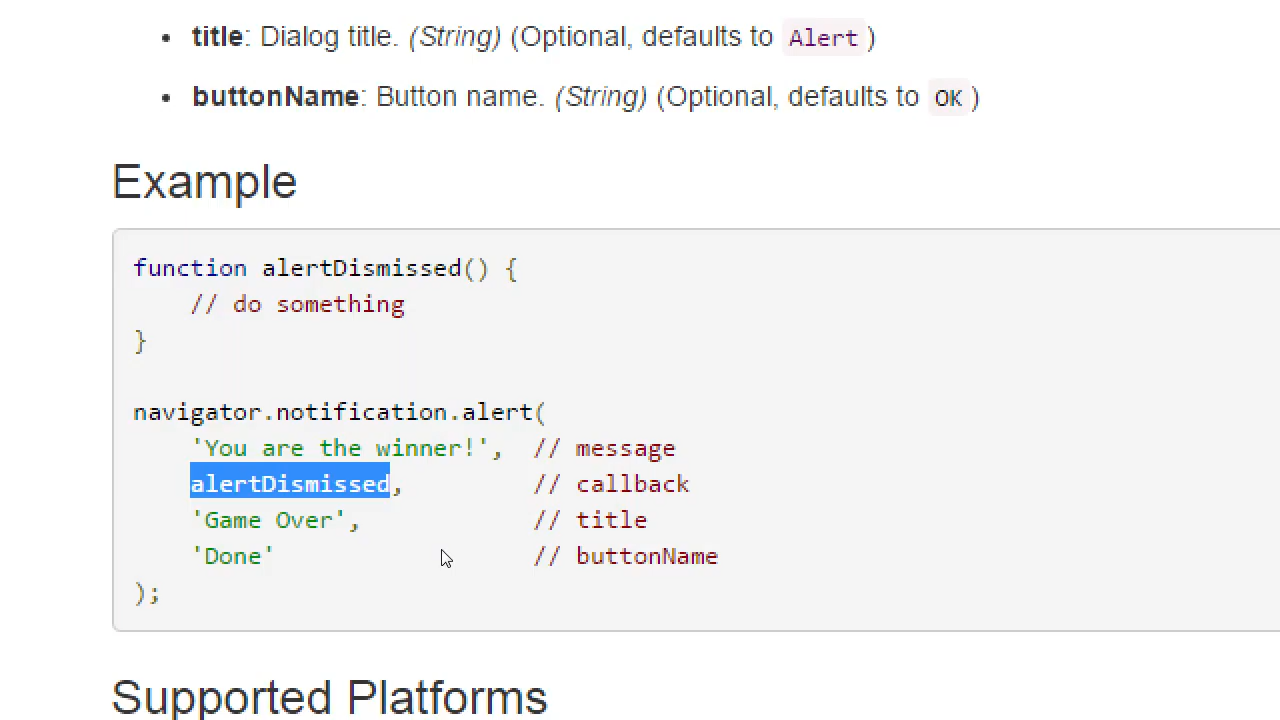 title: Dialog title. (String) (Optional, defaults to Alert )
buttonName: Button name. (String) (Optional, defaults to OK )
Example
function alertDismissed() {
    // do something
}
navigator.notification.alert(
    'You are the winner!',  // message
    alertDismissed,         // callback
    'Game Over',            // title
    'Done'                  // buttonName
);
Supported Platforms